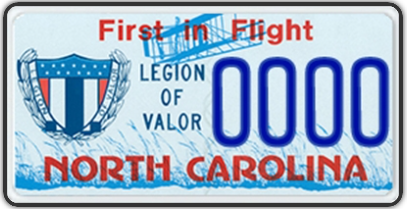 First in Flight
LEGION
OF
VALOR
0000
NORTH CAROLINA